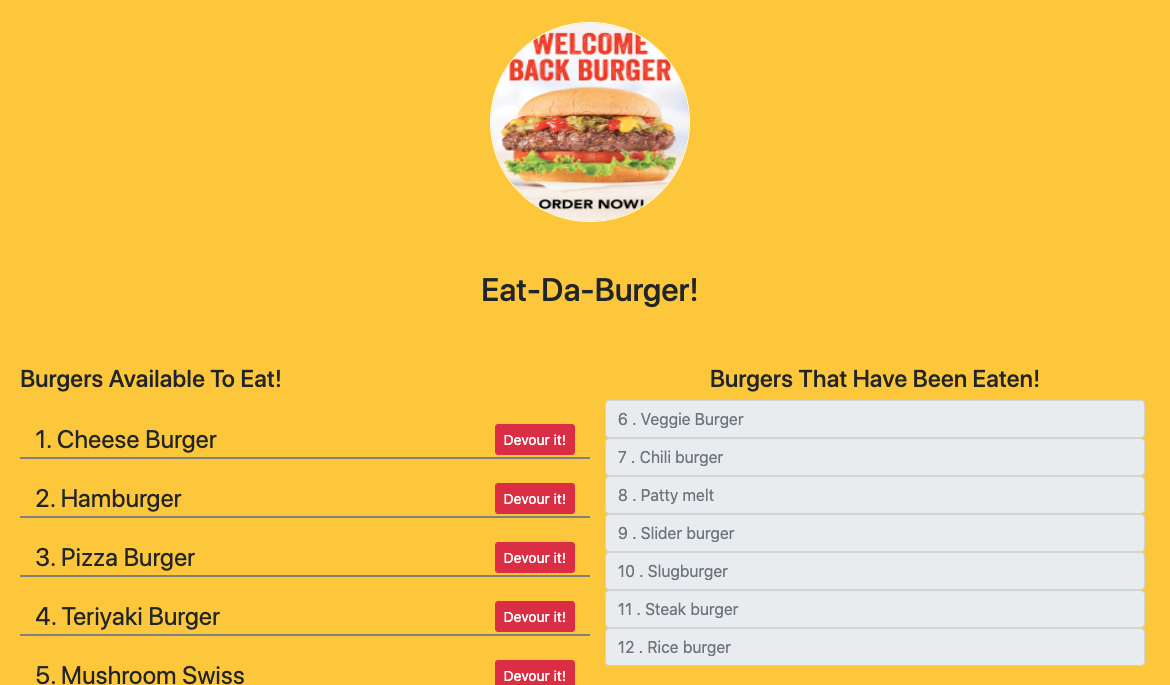 WELCOME
BACK BURGER
ORDER NOW!
Eat-Da-Burger!
Burgers Available To Eat!
1. Cheese Burger
Devour it!
2. Hamburger
Devour it!
3. Pizza Burger
Devour it!
4. Teriyaki Burger
Devour it!
5. Mushroom Swiss
Devour it!
Burgers That Have Been Eaten!
6 . Veggie Burger
7 . Chili burger
8 . Patty melt
9 . Slider burger
10 . Slugburger
11 . Steak burger
12 . Rice burger